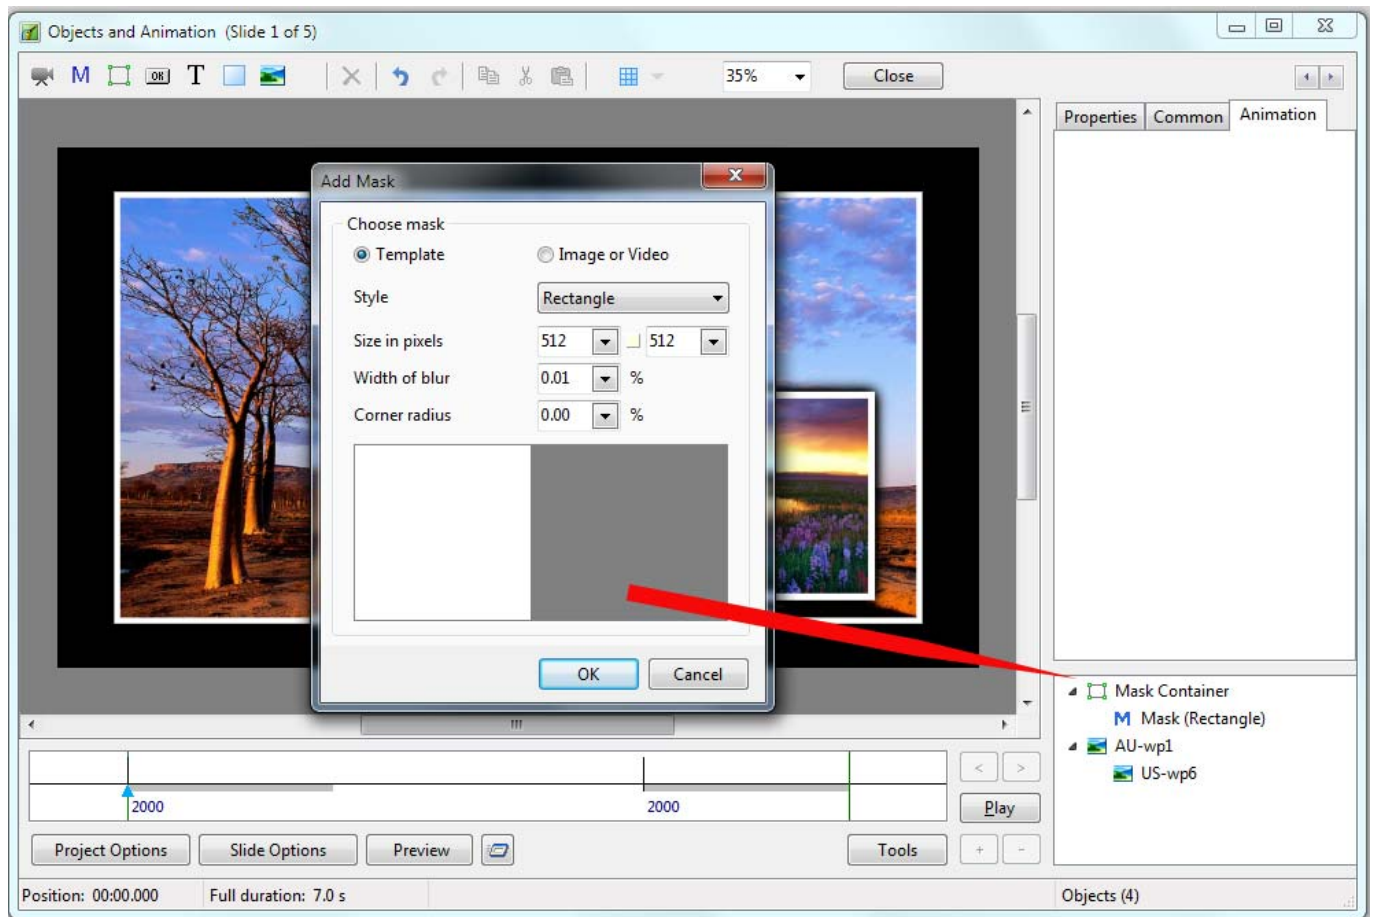 Objects and Animation (Slide 1 of 5)
M OK T 35% Close
Properties Common Animation
Add Mask
Choose mask
Template Image or Video
Style Rectangle
Size in pixels 512 512
Width of blur 0.01 %
Corner radius 0.00 %
OK Cancel
Mask Container
M Mask (Rectangle)
AU-wp1
US-wp6
< >
2000 2000 Play
Project Options Slide Options Preview Tools + -
Position: 00:00.000 Full duration: 7.0 s Objects (4)